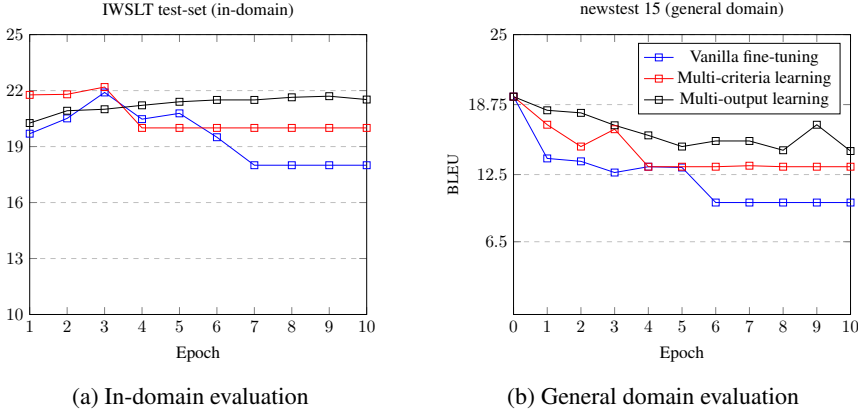 IWSLT test-set (in-domain)
25
22
19
16
13
10
1 2 3 4 5 6 7 8 9 10
Epoch
(a) In-domain evaluation
newstest 15 (general domain)
25
18.75
12.5
6.5
BLEU
Vanilla fine-tuning
Multi-criteria learning
Multi-output learning
0 1 2 3 4 5 6 7 8 9 10
Epoch
(b) General domain evaluation